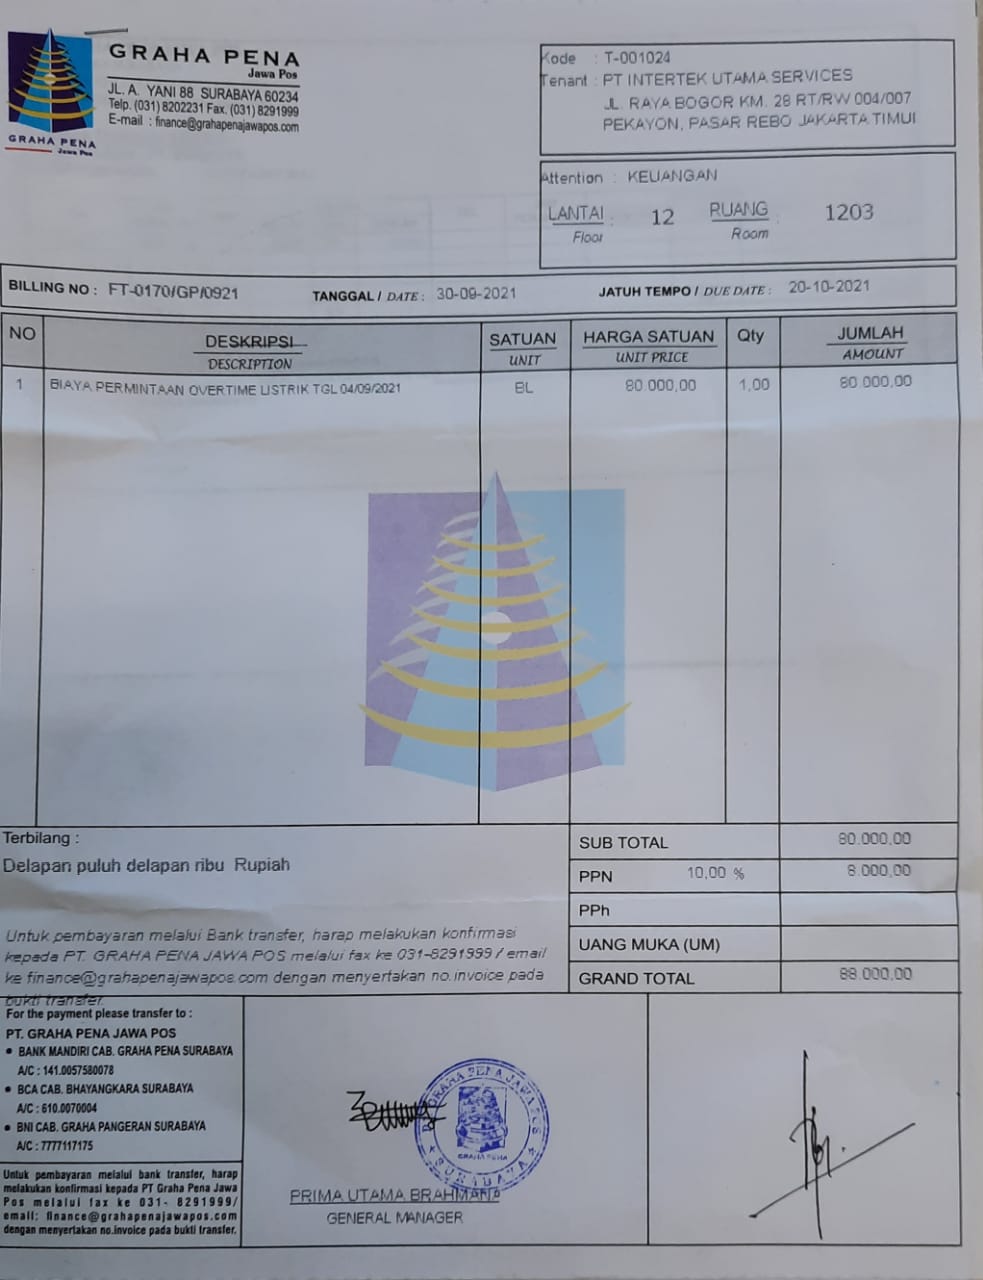 GRAHA PENA
Jawa Pos
JL. A. YANI 88 SURABAYA 60234
Telp. (031) 8202231 Fax. (031) 8291999
E-mail : finance@grahapenajawapos.com
GRAHA PENA
Jawa Pos
Kode : T-001024
Tenant : PT INTERTEK UTAMA SERVICES
JL. RAYA BOGOR KM. 28 RT/RW 004/007
PEKAYON, PASAR REBO JAKARTA TIMUI
Attention : KEUANGAN
LANTAI : 12 RUANG : 1203
Floor Room
BILLING NO : FT-0170/GP/0921 TANGGAL / DATE : 30-09-2021 JATUH TEMPO / DUE DATE : 20-10-2021
NO DESKRIPSI SATUAN HARGA SATUAN Qty JUMLAH
DESCRIPTION UNIT UNIT PRICE AMOUNT
1 BIAYA PERMINTAAN OVERTIME LISTRIK TGL 04/09/2021 BL 80.000,00 1,00 80.000,00
Terbilang :
Delapan puluh delapan ribu Rupiah
SUB TOTAL 80.000,00
PPN 10,00 % 8.000,00
PPh
UANG MUKA (UM)
GRAND TOTAL 88.000,00
Untuk pembayaran melalui Bank transfer, harap melakukan konfirmasi
kepada PT. GRAHA PENA JAWA POS melalui fax ke 031-8291999 / email
ke finance@grahapenajawapos.com dengan menyertakan no.invoice pada
bukti transfer.
For the payment please transfer to :
PT. GRAHA PENA JAWA POS
• BANK MANDIRI CAB. GRAHA PENA SURABAYA
A/C : 141.0057580078
• BCA CAB. BHAYANGKARA SURABAYA
A/C : 610.0070004
• BNI CAB. GRAHA PANGERAN SURABAYA
A/C : 7777117175
Untuk pembayaran melalui bank transfer, harap
melakukan konfirmasi kepada PT Graha Pena Jawa
Pos melalui fax ke 031- 8291999/
email: finance@grahapenajawapos.com
dengan menyertakan no.invoice pada bukti transfer.
GRAHA PENA JAWA POS
GRAHA PENA
SURABAYA
PRIMA UTAMA BRAHMANA
GENERAL MANAGER